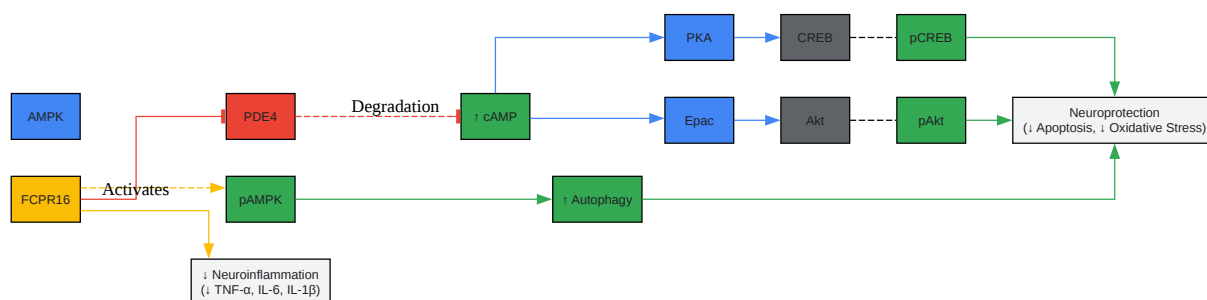 PKA
CREB
pCREB
AMPK
PDE4
Degradation
↑ cAMP
Epac
Akt
pAkt
Neuroprotection
(↓ Apoptosis, ↓ Oxidative Stress)
FCPR16
Activates
pAMPK
↑ Autophagy
↓ Neuroinflammation
(↓ TNF-α, IL-6, IL-1β)